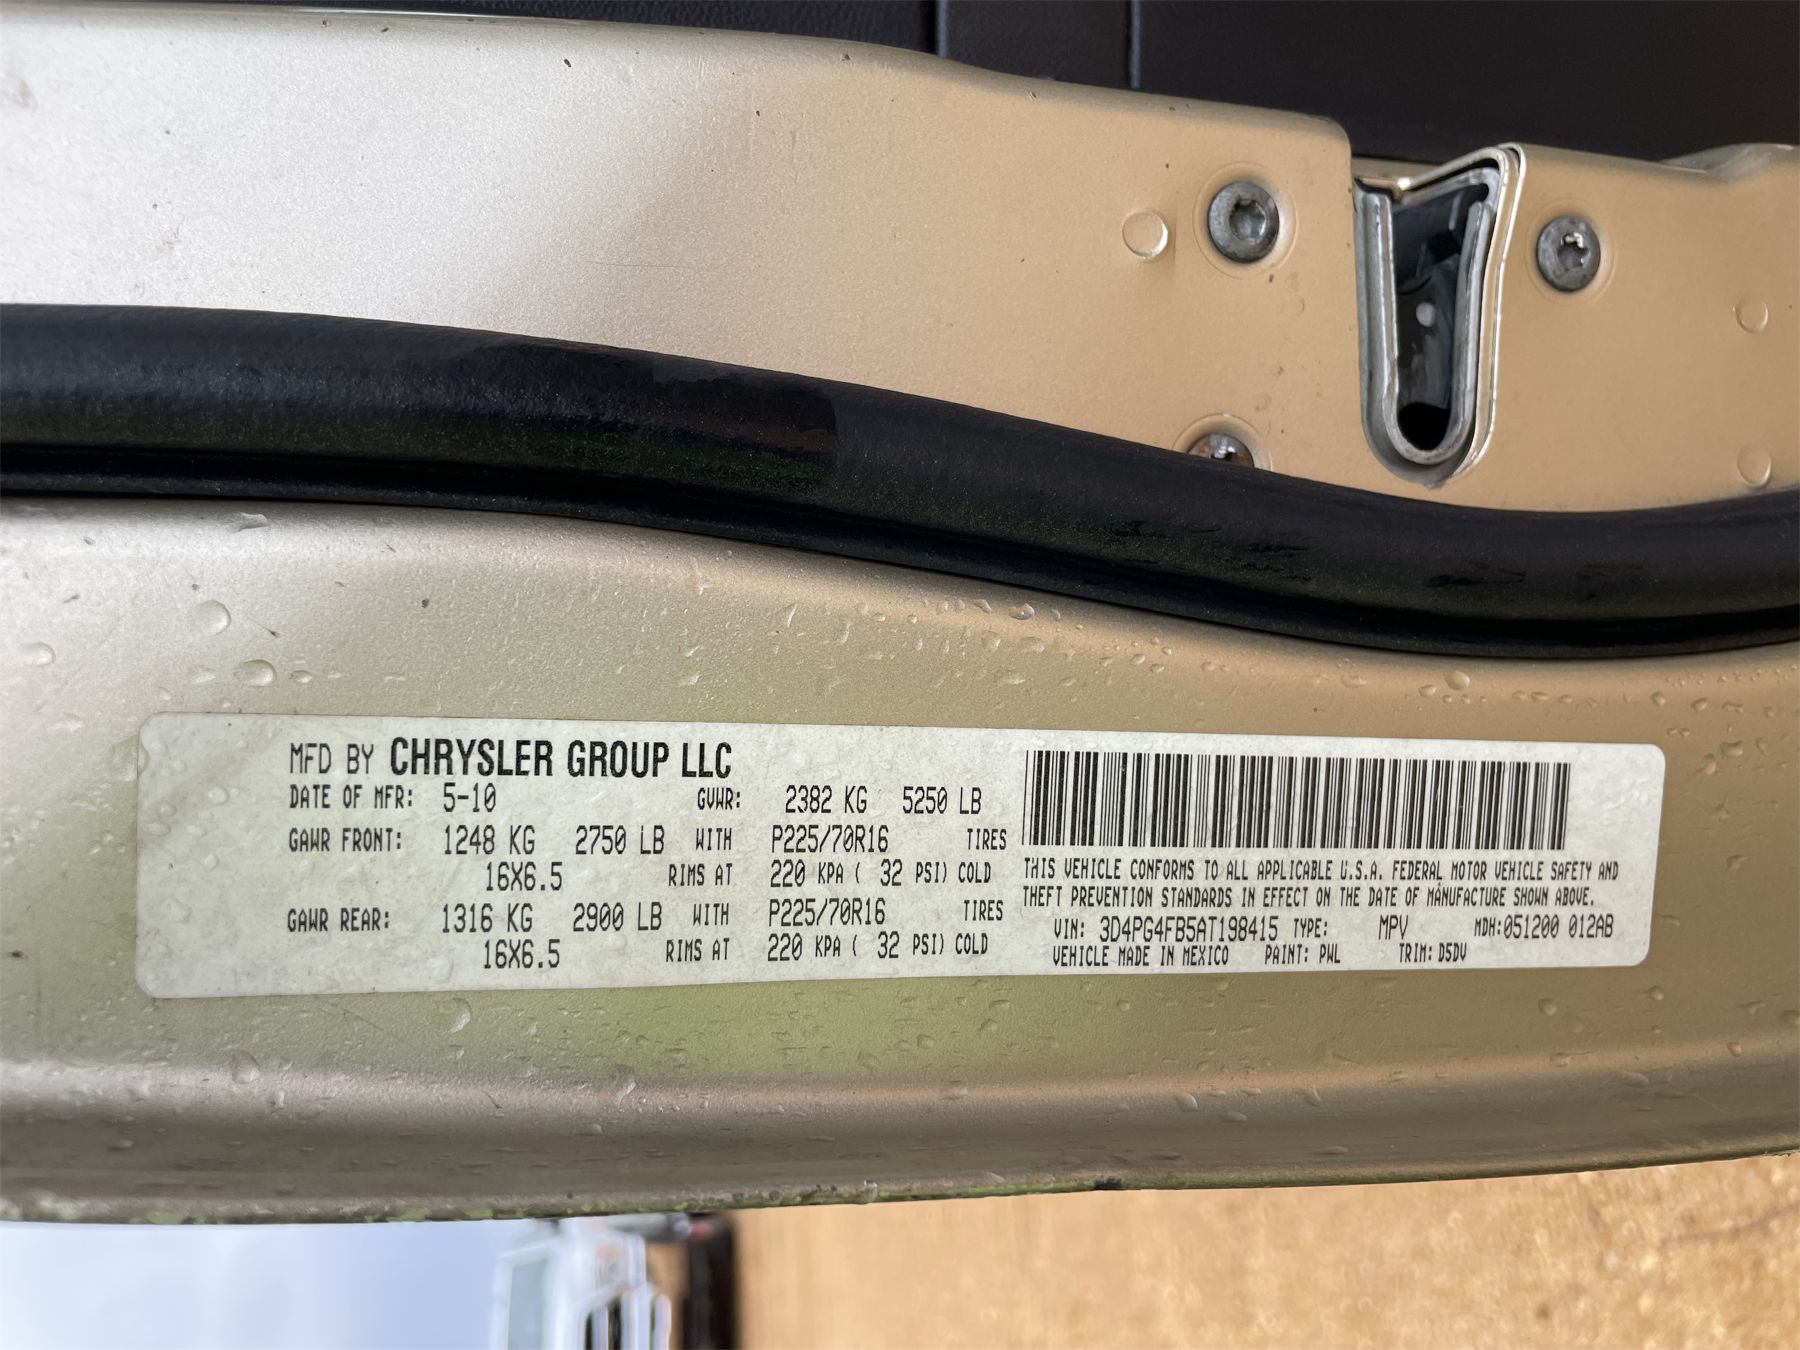 MFD BY CHRYSLER GROUP LLC
DATE OF MFR: 5-10 GVWR: 2382 KG 5250 LB
GAWR FRONT: 1248 KG 2750 LB WITH P225/70R16 TIRES
16X6.5 RIMS AT 220 KPA ( 32 PSI) COLD
GAWR REAR: 1316 KG 2900 LB WITH P225/70R16 TIRES
16X6.5 RIMS AT 220 KPA ( 32 PSI) COLD
THIS VEHICLE CONFORMS TO ALL APPLICABLE U.S.A. FEDERAL MOTOR VEHICLE SAFETY AND
THEFT PREVENTION STANDARDS IN EFFECT ON THE DATE OF MANUFACTURE SHOWN ABOVE.
VIN: 3D4PG4FB5AT198415 TYPE: MPV MDH:051200 012AB
VEHICLE MADE IN MEXICO PAINT: PWL TRIM: D5DV